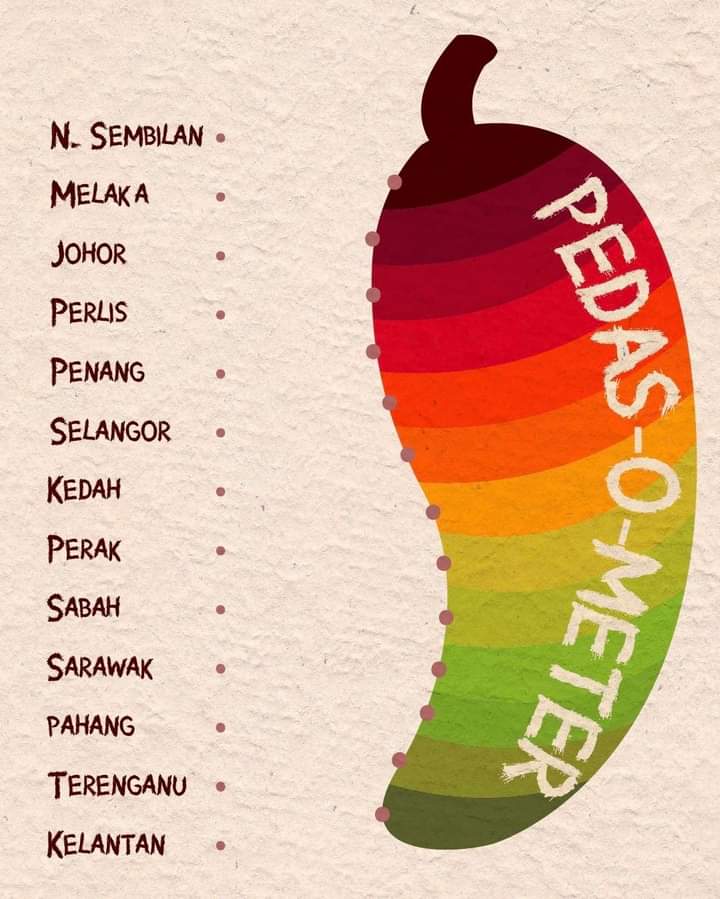 N. SEMBILAN
MELAKA
JOHOR
PERLIS
PENANG
SELANGOR
KEDAH
PERAK
SABAH
SARAWAK
PAHANG
TERENGANU
KELANTAN
PEDAS-O-METER